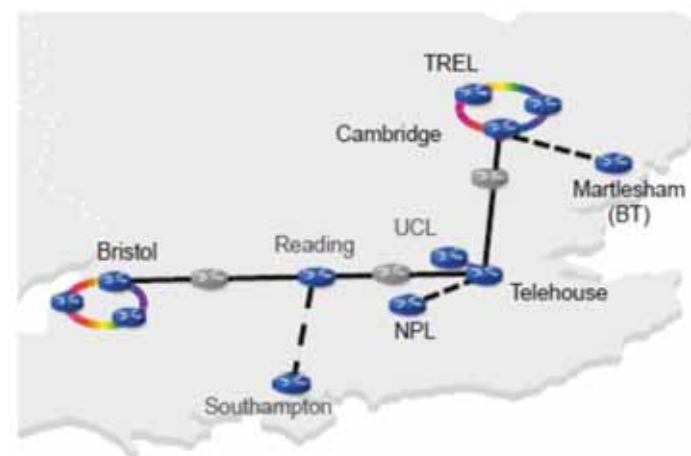 TREL
Cambridge
Martlesham
(BT)
UCL
Bristol
Reading
Telehouse
NPL
Southampton